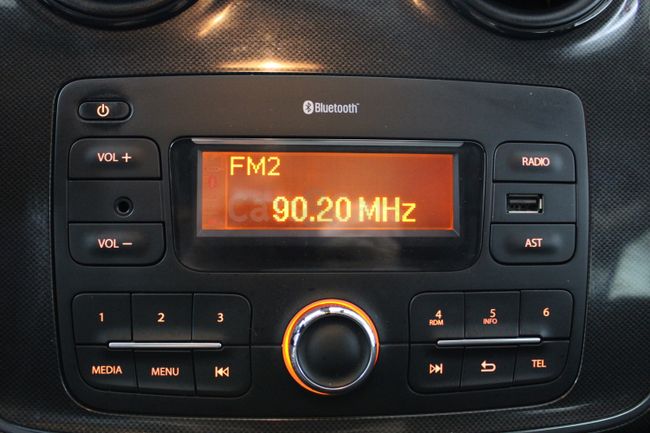 Bluetooth
VOL +
RADIO
FM2
90.20 MHz
VOL –
AST
1 2 3
4 5 6
RDM INFO
MEDIA MENU
TEL